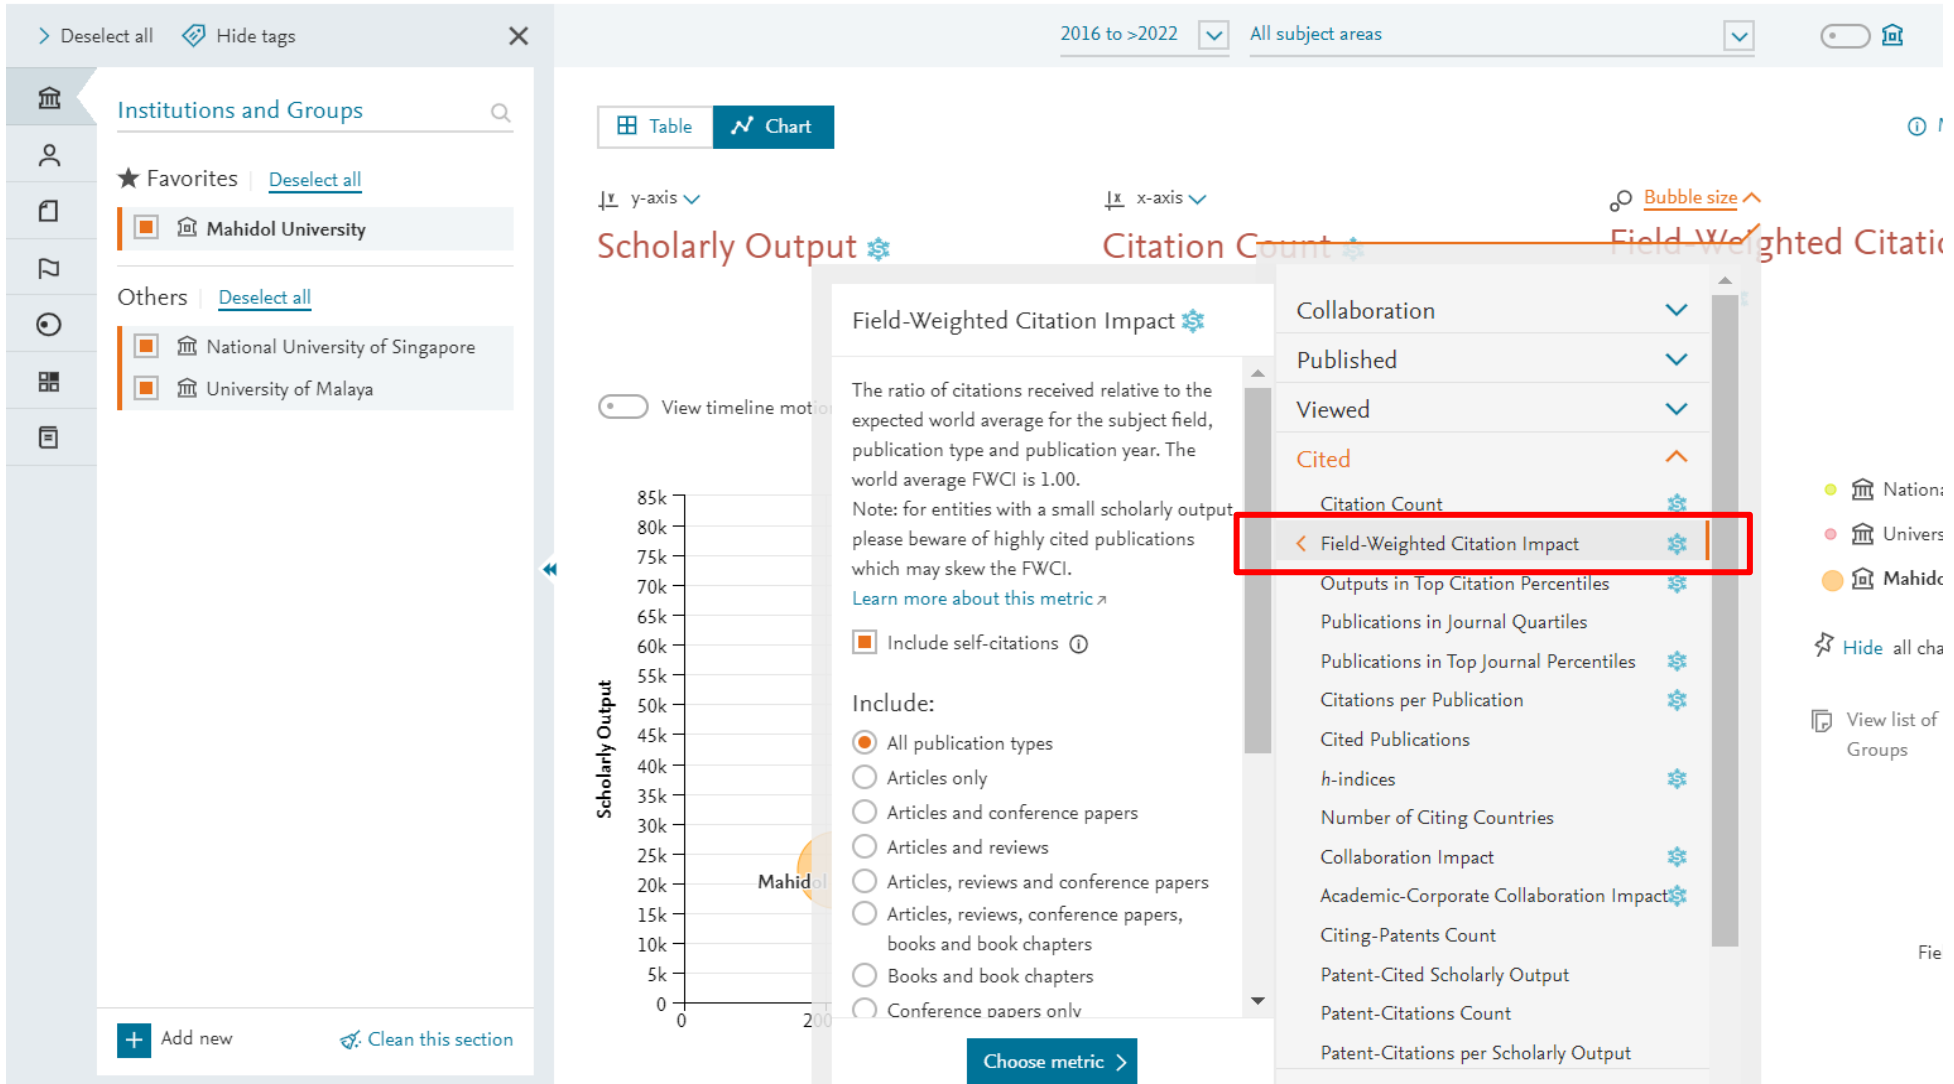 Deselect all
Hide tags
2016 to >2022
All subject areas
Institutions and Groups
Favorites
Deselect all
Mahidol University
Others
Deselect all
National University of Singapore
University of Malaya
Add new
Clean this section
Table
Chart
y-axis
Scholarly Output
x-axis
Citation Count
Bubble size
Field-Weighted Citatio
View timeline motio
85k
80k
75k
70k
65k
60k
55k
50k
45k
40k
35k
30k
25k
20k
15k
10k
5k
0
Scholarly Output
Mahidol
0
200
Field-Weighted Citation Impact
The ratio of citations received relative to the
expected world average for the subject field,
publication type and publication year. The
world average FWCI is 1.00.
Note: for entities with a small scholarly output
please beware of highly cited publications
which may skew the FWCI.
Learn more about this metric
Include self-citations
Include:
All publication types
Articles only
Articles and conference papers
Articles and reviews
Articles, reviews and conference papers
Articles, reviews, conference papers,
books and book chapters
Books and book chapters
Conference papers only
Choose metric
Collaboration
Published
Viewed
Cited
Citation Count
Field-Weighted Citation Impact
Outputs in Top Citation Percentiles
Publications in Journal Quartiles
Publications in Top Journal Percentiles
Citations per Publication
Cited Publications
h-indices
Number of Citing Countries
Collaboration Impact
Academic-Corporate Collaboration Impact
Citing-Patents Count
Patent-Cited Scholarly Output
Patent-Citations Count
Patent-Citations per Scholarly Output
Nationa
Univers
Mahido
Hide all cha
View list of
Groups
Fie